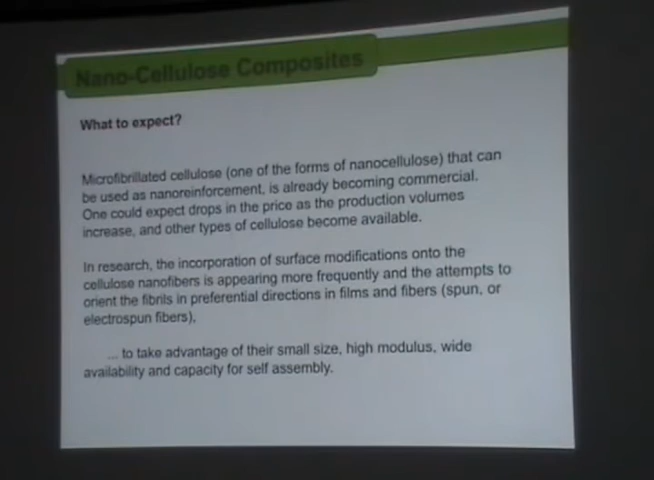 Nano-Cellulose Composites
What to expect?
Microfibrillated cellulose (one of the forms of nanocellulose) that can
be used as nanoreinforcement, is already becoming commercial.
One could expect drops in the price as the production volumes
increase, and other types of cellulose become available.
In research, the incorporation of surface modifications onto the
cellulose nanofibers is appearing more frequently and the attempts to
orient the fibrils in preferential directions in films and fibers (spun, or
electrospun fibers),
... to take advantage of their small size, high modulus, wide
availability and capacity for self assembly.